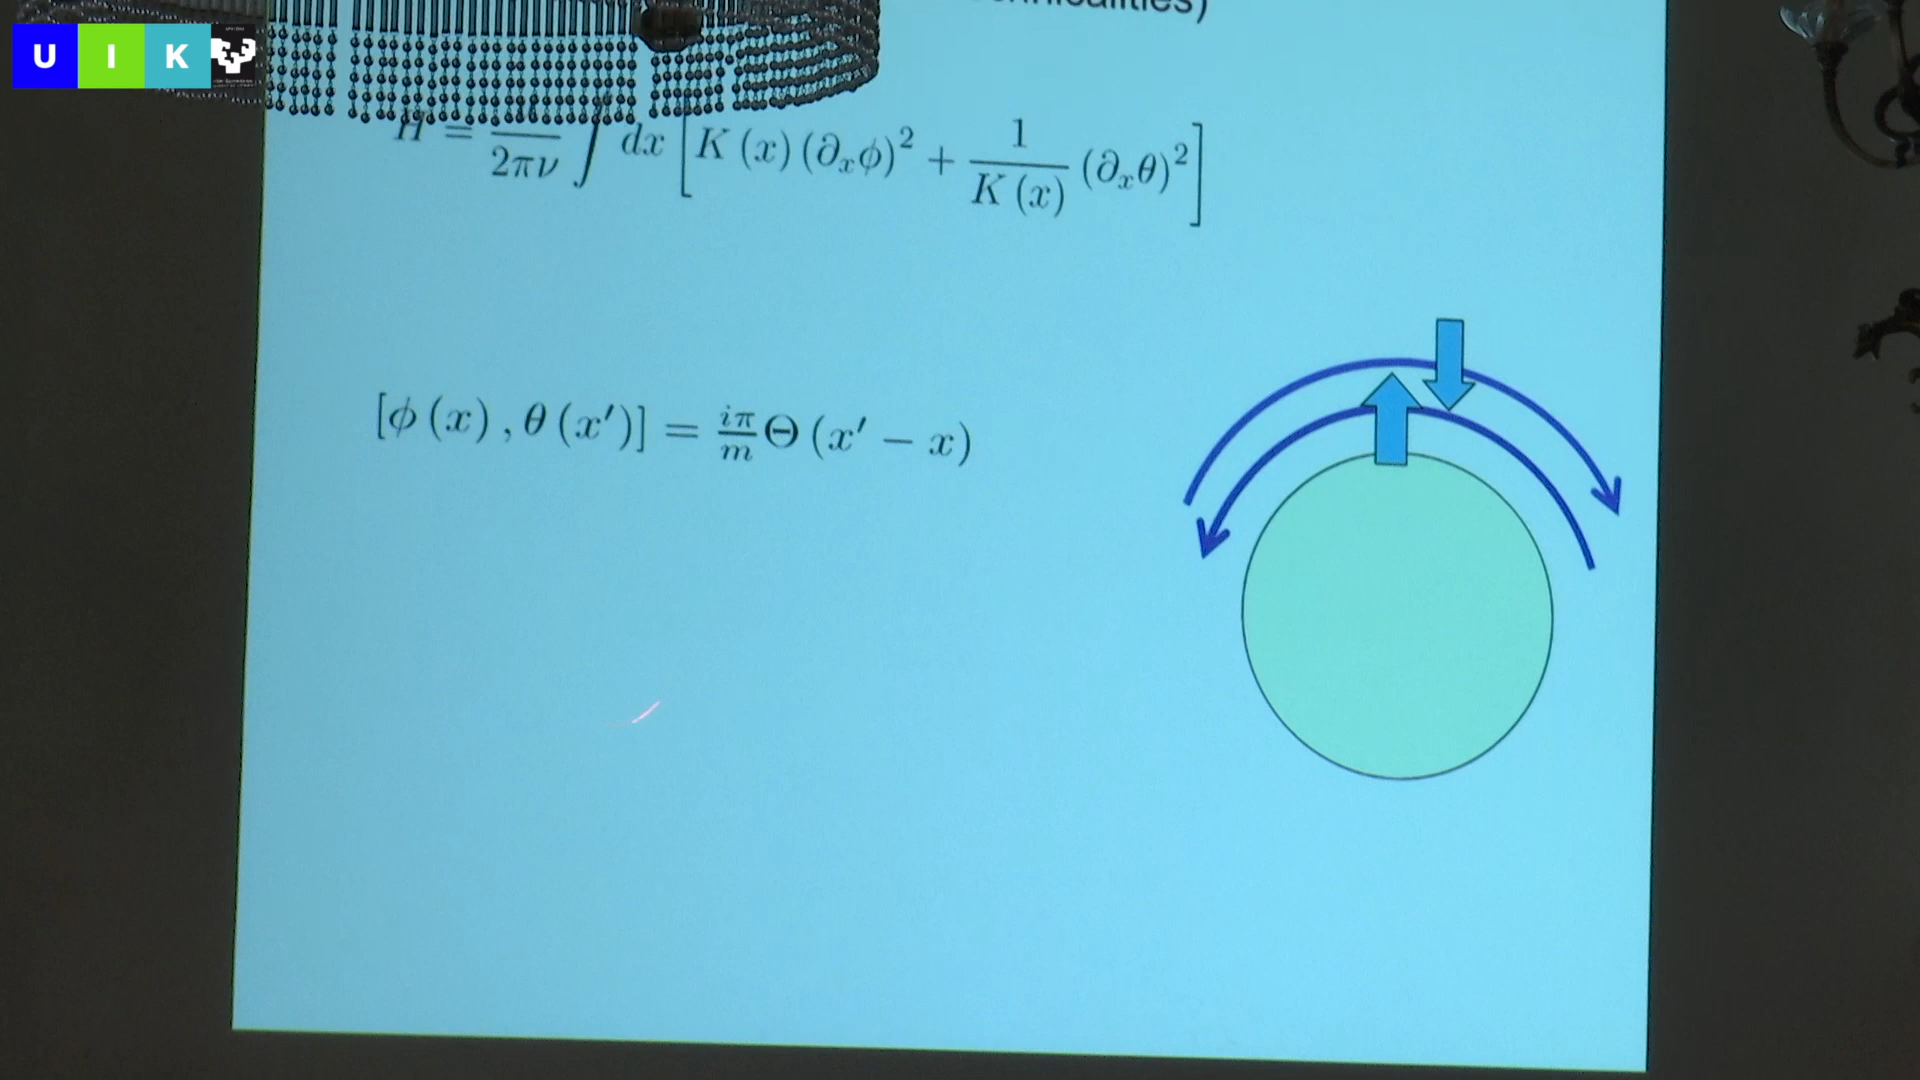 U I K
H = \frac{}{2\pi\nu} \int dx \left[ K(x) (\partial_x \phi)^2 + \frac{1}{K(x)} (\partial_x \theta)^2 \right]
[\phi(x), \theta(x')] = \frac{i\pi}{m} \Theta(x' - x)